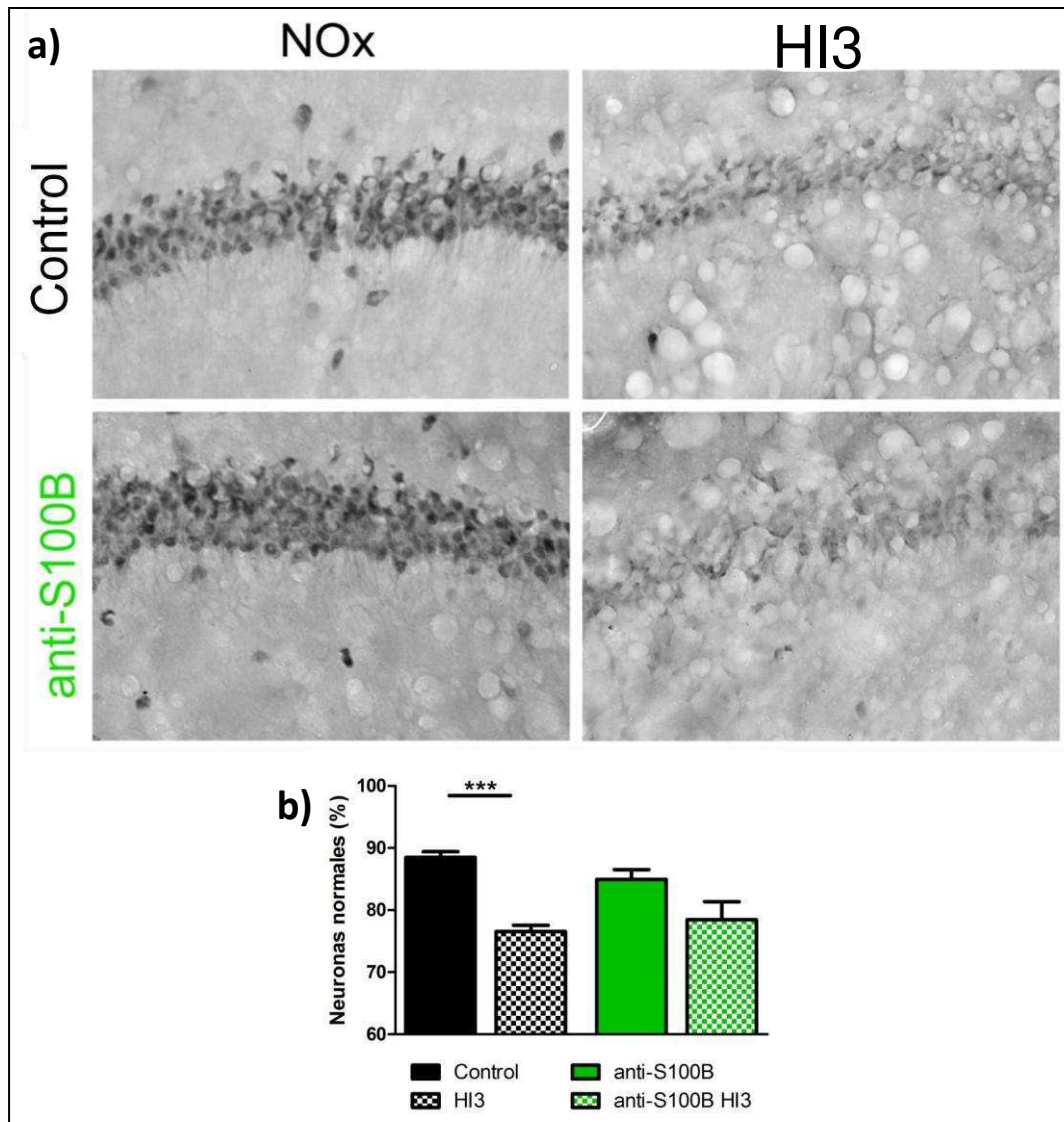 a)
NOx
HI3
Control
anti-S100B
b)
Neuronas normales (%)
100
90
80
70
60
***
Control
anti-S100B
HI3
anti-S100B HI3